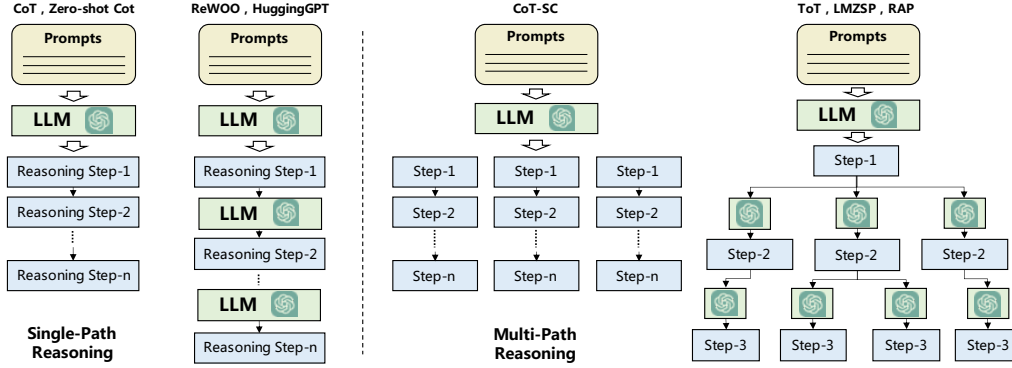 CoT , Zero-shot Cot
Prompts
LLM
Reasoning Step-1
Reasoning Step-2
Reasoning Step-n
ReWOO , HuggingGPT
Prompts
LLM
Reasoning Step-1
LLM
Reasoning Step-2
LLM
Reasoning Step-n
Single-Path
Reasoning
CoT-SC
Prompts
LLM
Step-1
Step-1
Step-1
Step-2
Step-2
Step-2
Step-n
Step-n
Step-n
Multi-Path
Reasoning
ToT , LMZSP , RAP
Prompts
LLM
Step-1
Step-2
Step-2
Step-2
Step-3
Step-3
Step-3
Step-3